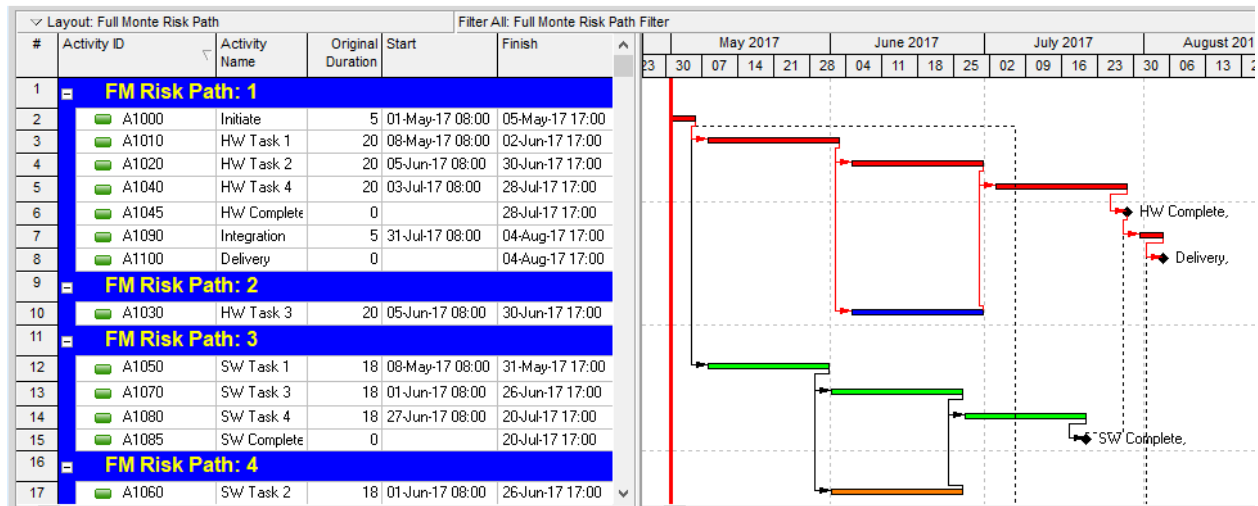 Layout: Full Monte Risk Path Filter All: Full Monte Risk Path Filter
# Activity ID Activity Name Original Duration Start Finish May 2017 June 2017 July 2017 August 201
23 30 07 14 21 28 04 11 18 25 02 09 16 23 30 06 13 2
1 FM Risk Path: 1
2 A1000 Initiate 5 01-May-17 08:00 05-May-17 17:00
3 A1010 HW Task 1 20 08-May-17 08:00 02-Jun-17 17:00
4 A1020 HW Task 2 20 05-Jun-17 08:00 30-Jun-17 17:00
5 A1040 HW Task 4 20 03-Jul-17 08:00 28-Jul-17 17:00
6 A1045 HW Complete 0 28-Jul-17 17:00 HW Complete,
7 A1090 Integration 5 31-Jul-17 08:00 04-Aug-17 17:00
8 A1100 Delivery 0 04-Aug-17 17:00 Delivery,
9 FM Risk Path: 2
10 A1030 HW Task 3 20 05-Jun-17 08:00 30-Jun-17 17:00
11 FM Risk Path: 3
12 A1050 SW Task 1 18 08-May-17 08:00 31-May-17 17:00
13 A1070 SW Task 3 18 01-Jun-17 08:00 26-Jun-17 17:00
14 A1080 SW Task 4 18 27-Jun-17 08:00 20-Jul-17 17:00
15 A1085 SW Complete 0 20-Jul-17 17:00 SW Complete,
16 FM Risk Path: 4
17 A1060 SW Task 2 18 01-Jun-17 08:00 26-Jun-17 17:00